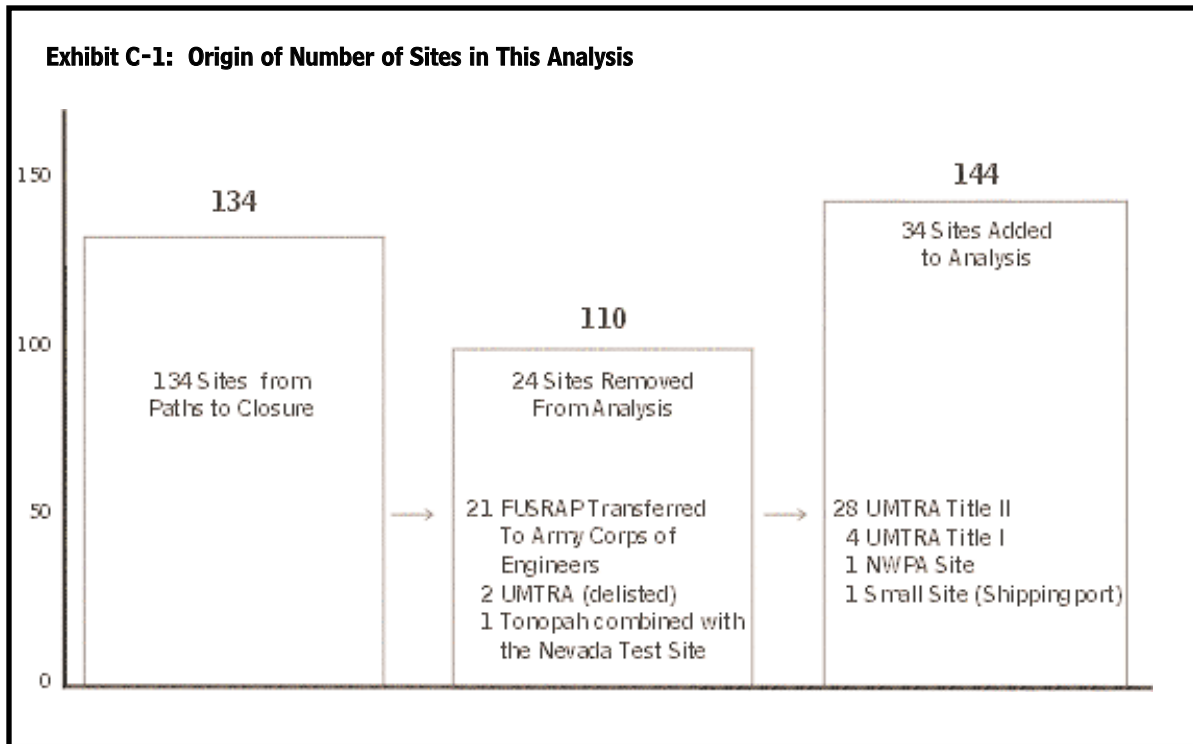 Exhibit C-1: Origin of Number of Sites in This Analysis
150
100
50
0
134
134 Sites from
Paths to Closure
110
24 Sites Removed
From Analysis
21 FUSRAP Transferred
To Army Corps of
Engineers
2 UMTRA (delisted)
1 Tonopah combined with
the Nevada Test Site
144
34 Sites Added
to Analysis
28 UMTRA Title II
4 UMTRA Title I
1 NWPA Site
1 Small Site (Shippingport)